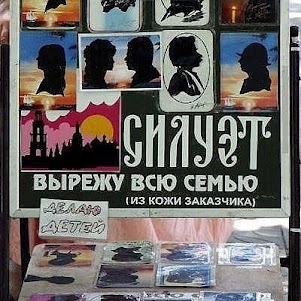 СИЛУЭТ
ВЫРЕЖУ ВСЮ СЕМЬЮ
(ИЗ КОЖИ ЗАКАЗЧИКА)
ДЕЛАЮ
ДЕТЕЙ